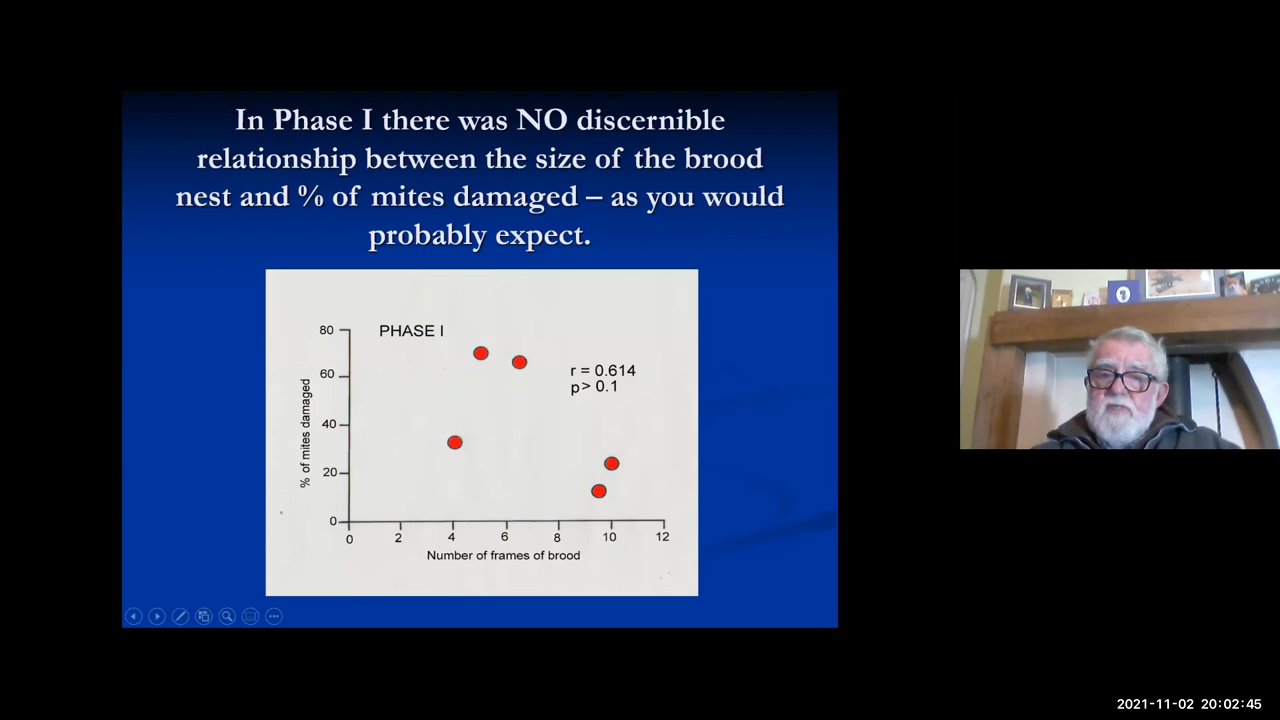 In Phase I there was NO discernible
relationship between the size of the brood
nest and % of mites damaged – as you would
probably expect.
80
PHASE I
60
r = 0.614
p> 0.1
% of mites damaged
40
20
0
0 2 4 6 8 10 12
Number of frames of brood
2021-11-02 20:02:45